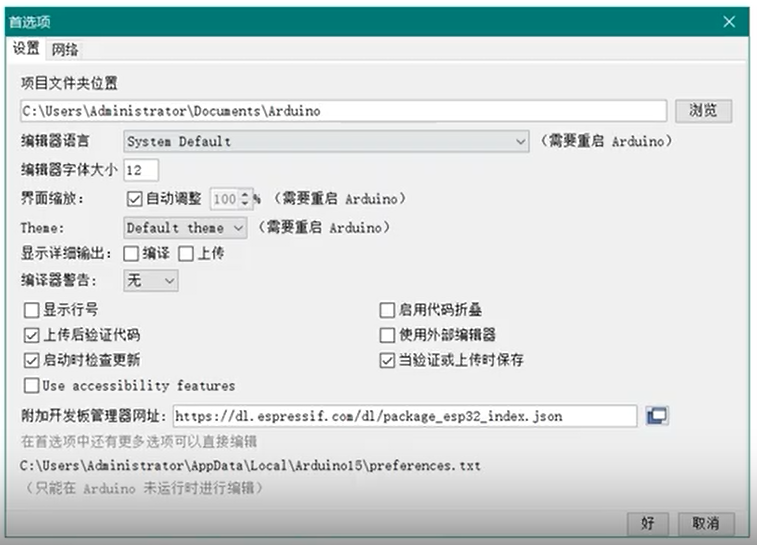 首选项
设置 网络
项目文件夹位置
C:\Users\Administrator\Documents\Arduino 浏览
编辑器语言 System Default （需要重启 Arduino）
编辑器字体大小 12
界面缩放： 自动调整 100 % （需要重启 Arduino）
Theme: Default theme （需要重启 Arduino）
显示详细输出： 编译 上传
编译器警告： 无
显示行号 启用代码折叠
上传后验证代码 使用外部编辑器
启动时检查更新 当验证或上传时保存
Use accessibility features
附加开发板管理器网址： https://dl.espressif.com/dl/package_esp32_index.json
在首选项中还有更多选项可以直接编辑
C:\Users\Administrator\AppData\Local\Arduino15\preferences.txt
（只能在 Arduino 未运行时进行编辑）
好 取消